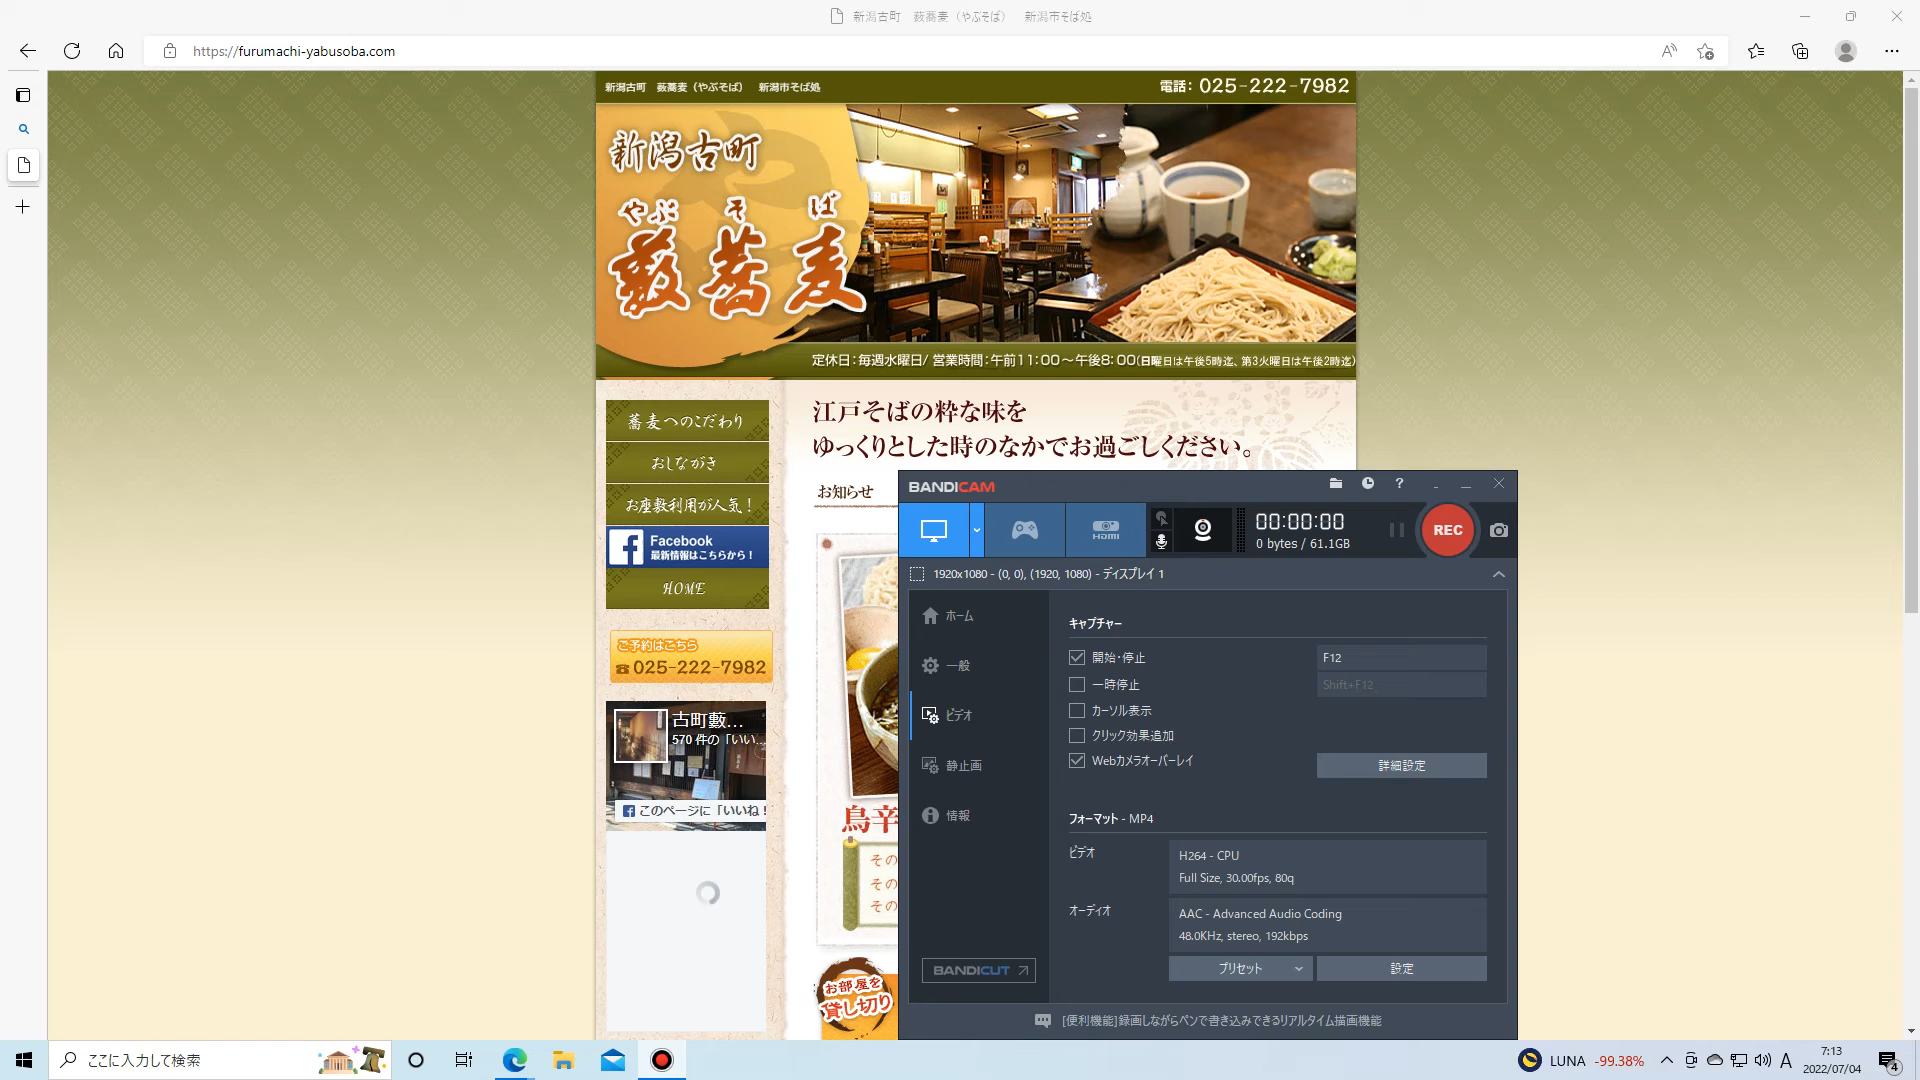 新潟古町　薮蕎麦（やぶそば）　新潟市そば処
https://furumachi-yabusoba.com
新潟古町　薮蕎麦（やぶそば）　新潟市そば処
電話：025-222-7982
新潟古町
やぶそば
薮蕎麦
定休日：毎週水曜日/ 営業時間：午前11：00～午後8：00(日曜日は午後5時迄、第3火曜日は午後2時迄)
蕎麦へのこだわり
おしながき
お座敷利用が人気！
Facebook
最新情報はこちらから！
HOME
ご予約はこちら
025-222-7982
古町藪…
570 件の「いい…
このページに「いいね！
江戸そばの粋な味を
ゆっくりとした時のなかでお過ごしください。
お知らせ
鳥辛
その
その
その
お部屋を
貸し切り
BANDICAM
HDMI
00:00:00
0 bytes / 61.1GB
REC
1920x1080 - (0, 0), (1920, 1080) - ディスプレイ 1
ホーム
一般
ビデオ
静止画
情報
BANDICUT
キャプチャー
開始・停止
F12
一時停止
Shift+F12
カーソル表示
クリック効果追加
Webカメラオーバーレイ
詳細設定
フォーマット - MP4
ビデオ
H264 - CPU
Full Size, 30.00fps, 80q
オーディオ
AAC - Advanced Audio Coding
48.0KHz, stereo, 192kbps
プリセット
設定
[便利機能]録画しながらペンで書き込みできるリアルタイム描画機能
ここに入力して検索
LUNA -99.38%
A
7:13
2022/07/04
4